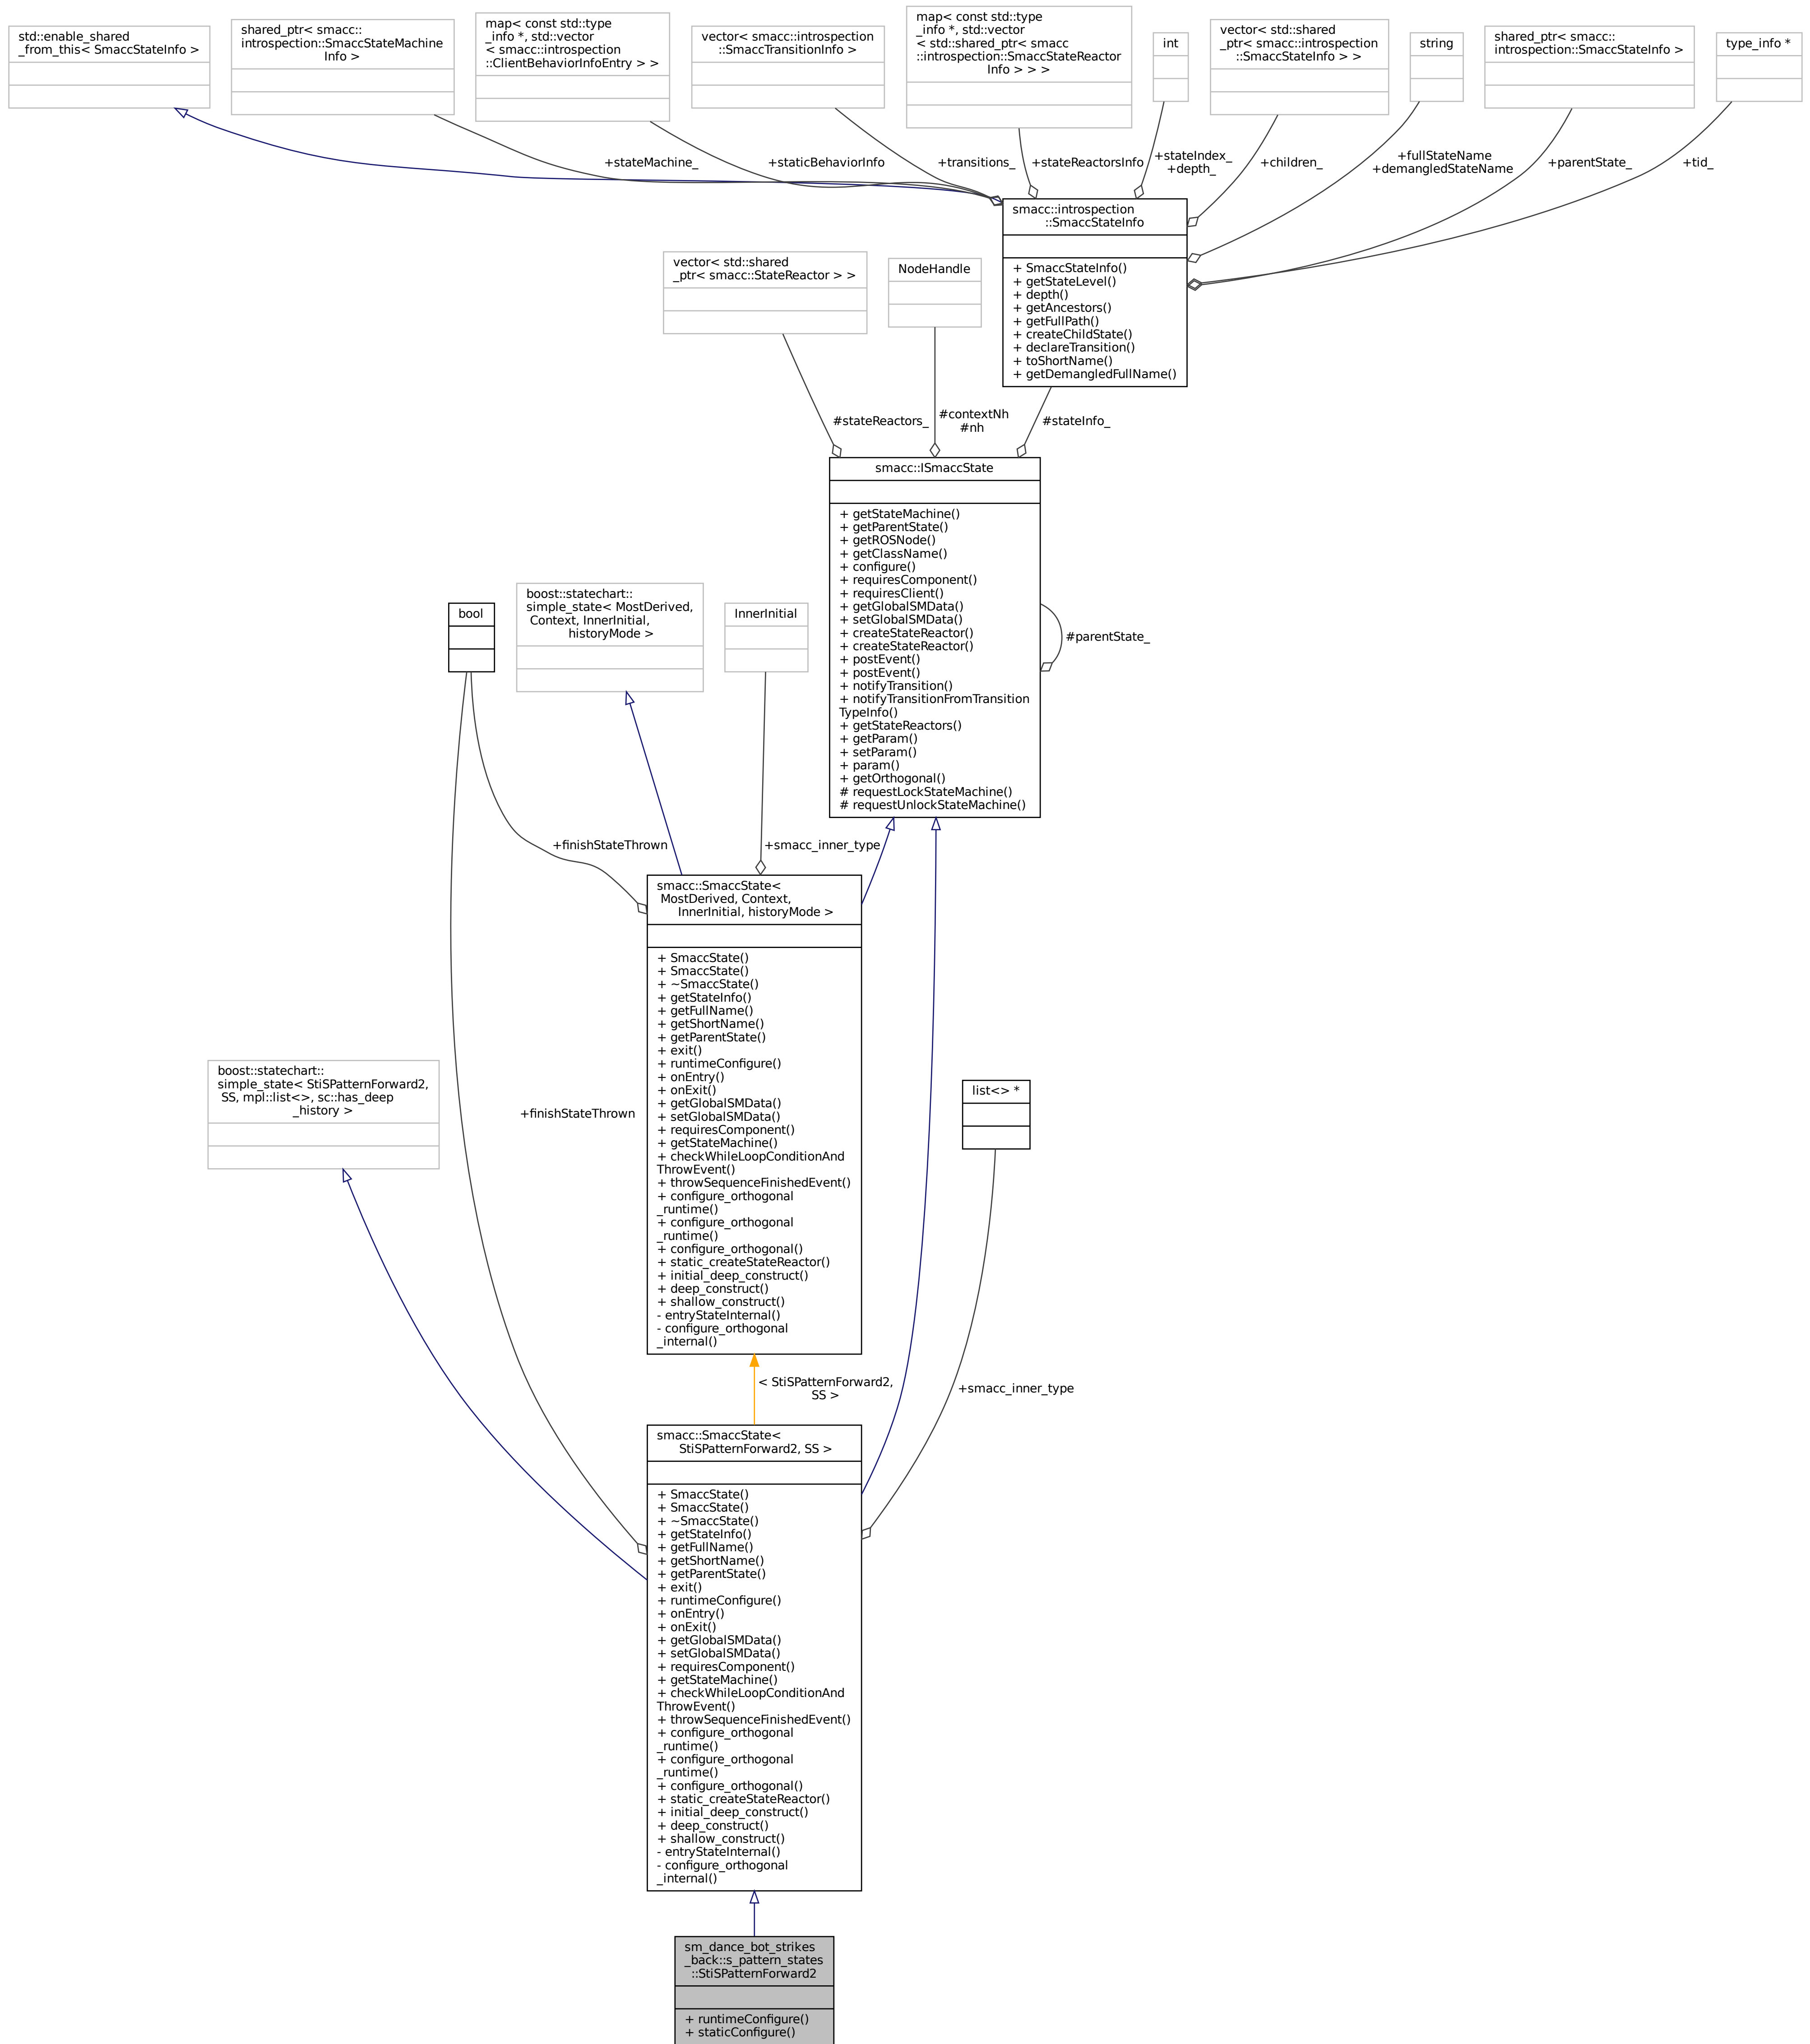 std::enable_shared
_from_this< SmaccStateInfo >
shared_ptr< smacc::
introspection::SmaccStateMachine
Info >
map< const std::type
_info *, std::vector
< smacc::introspection
::ClientBehaviorInfoEntry > >
vector< smacc::introspection
::SmaccTransitionInfo >
map< const std::type
_info *, std::vector
< std::shared_ptr< smacc
::introspection::SmaccStateReactor
Info > > >
int
vector< std::shared
_ptr< smacc::introspection
::SmaccStateInfo > >
string
shared_ptr< smacc::
introspection::SmaccStateInfo >
type_info *
+stateMachine_
+staticBehaviorInfo
+transitions_
+stateReactorsInfo
+stateIndex_
+depth_
+children_
+fullStateName
+demangledStateName
+parentState_
+tid_
smacc::introspection
::SmaccStateInfo
+ SmaccStateInfo()
+ getStateLevel()
+ depth()
+ getAncestors()
+ getFullPath()
+ createChildState()
+ declareTransition()
+ toShortName()
+ getDemangledFullName()
vector< std::shared
_ptr< smacc::StateReactor > >
NodeHandle
#stateReactors_
#contextNh
#nh
#stateInfo_
smacc::ISmaccState
+ getStateMachine()
+ getParentState()
+ getROSNode()
+ getClassName()
+ configure()
+ requiresComponent()
+ requiresClient()
+ getGlobalSMData()
+ setGlobalSMData()
+ createStateReactor()
+ createStateReactor()
+ postEvent()
+ postEvent()
+ notifyTransition()
+ notifyTransitionFromTransition
TypeInfo()
+ getStateReactors()
+ getParam()
+ setParam()
+ param()
+ getOrthogonal()
# requestLockStateMachine()
# requestUnlockStateMachine()
#parentState_
bool
boost::statechart::
simple_state< MostDerived,
Context, InnerInitial,
historyMode >
InnerInitial
+finishStateThrown
+smacc_inner_type
smacc::SmaccState<
MostDerived, Context,
InnerInitial, historyMode >
+ SmaccState()
+ SmaccState()
+ ~SmaccState()
+ getStateInfo()
+ getFullName()
+ getShortName()
+ getParentState()
+ exit()
+ runtimeConfigure()
+ onEntry()
+ onExit()
+ getGlobalSMData()
+ setGlobalSMData()
+ requiresComponent()
+ getStateMachine()
+ checkWhileLoopConditionAnd
ThrowEvent()
+ throwSequenceFinishedEvent()
+ configure_orthogonal
_runtime()
+ configure_orthogonal
_runtime()
+ configure_orthogonal()
+ static_createStateReactor()
+ initial_deep_construct()
+ deep_construct()
+ shallow_construct()
- entryStateInternal()
- configure_orthogonal
_internal()
boost::statechart::
simple_state< StiSPatternForward2,
SS, mpl::list<>, sc::has_deep
_history >
+finishStateThrown
list<> *
< StiSPatternForward2,
SS >
+smacc_inner_type
smacc::SmaccState<
StiSPatternForward2, SS >
+ SmaccState()
+ SmaccState()
+ ~SmaccState()
+ getStateInfo()
+ getFullName()
+ getShortName()
+ getParentState()
+ exit()
+ runtimeConfigure()
+ onEntry()
+ onExit()
+ getGlobalSMData()
+ setGlobalSMData()
+ requiresComponent()
+ getStateMachine()
+ checkWhileLoopConditionAnd
ThrowEvent()
+ throwSequenceFinishedEvent()
+ configure_orthogonal
_runtime()
+ configure_orthogonal
_runtime()
+ configure_orthogonal()
+ static_createStateReactor()
+ initial_deep_construct()
+ deep_construct()
+ shallow_construct()
- entryStateInternal()
- configure_orthogonal
_internal()
sm_dance_bot_strikes
_back::s_pattern_states
::StiSPatternForward2
+ runtimeConfigure()
+ staticConfigure()